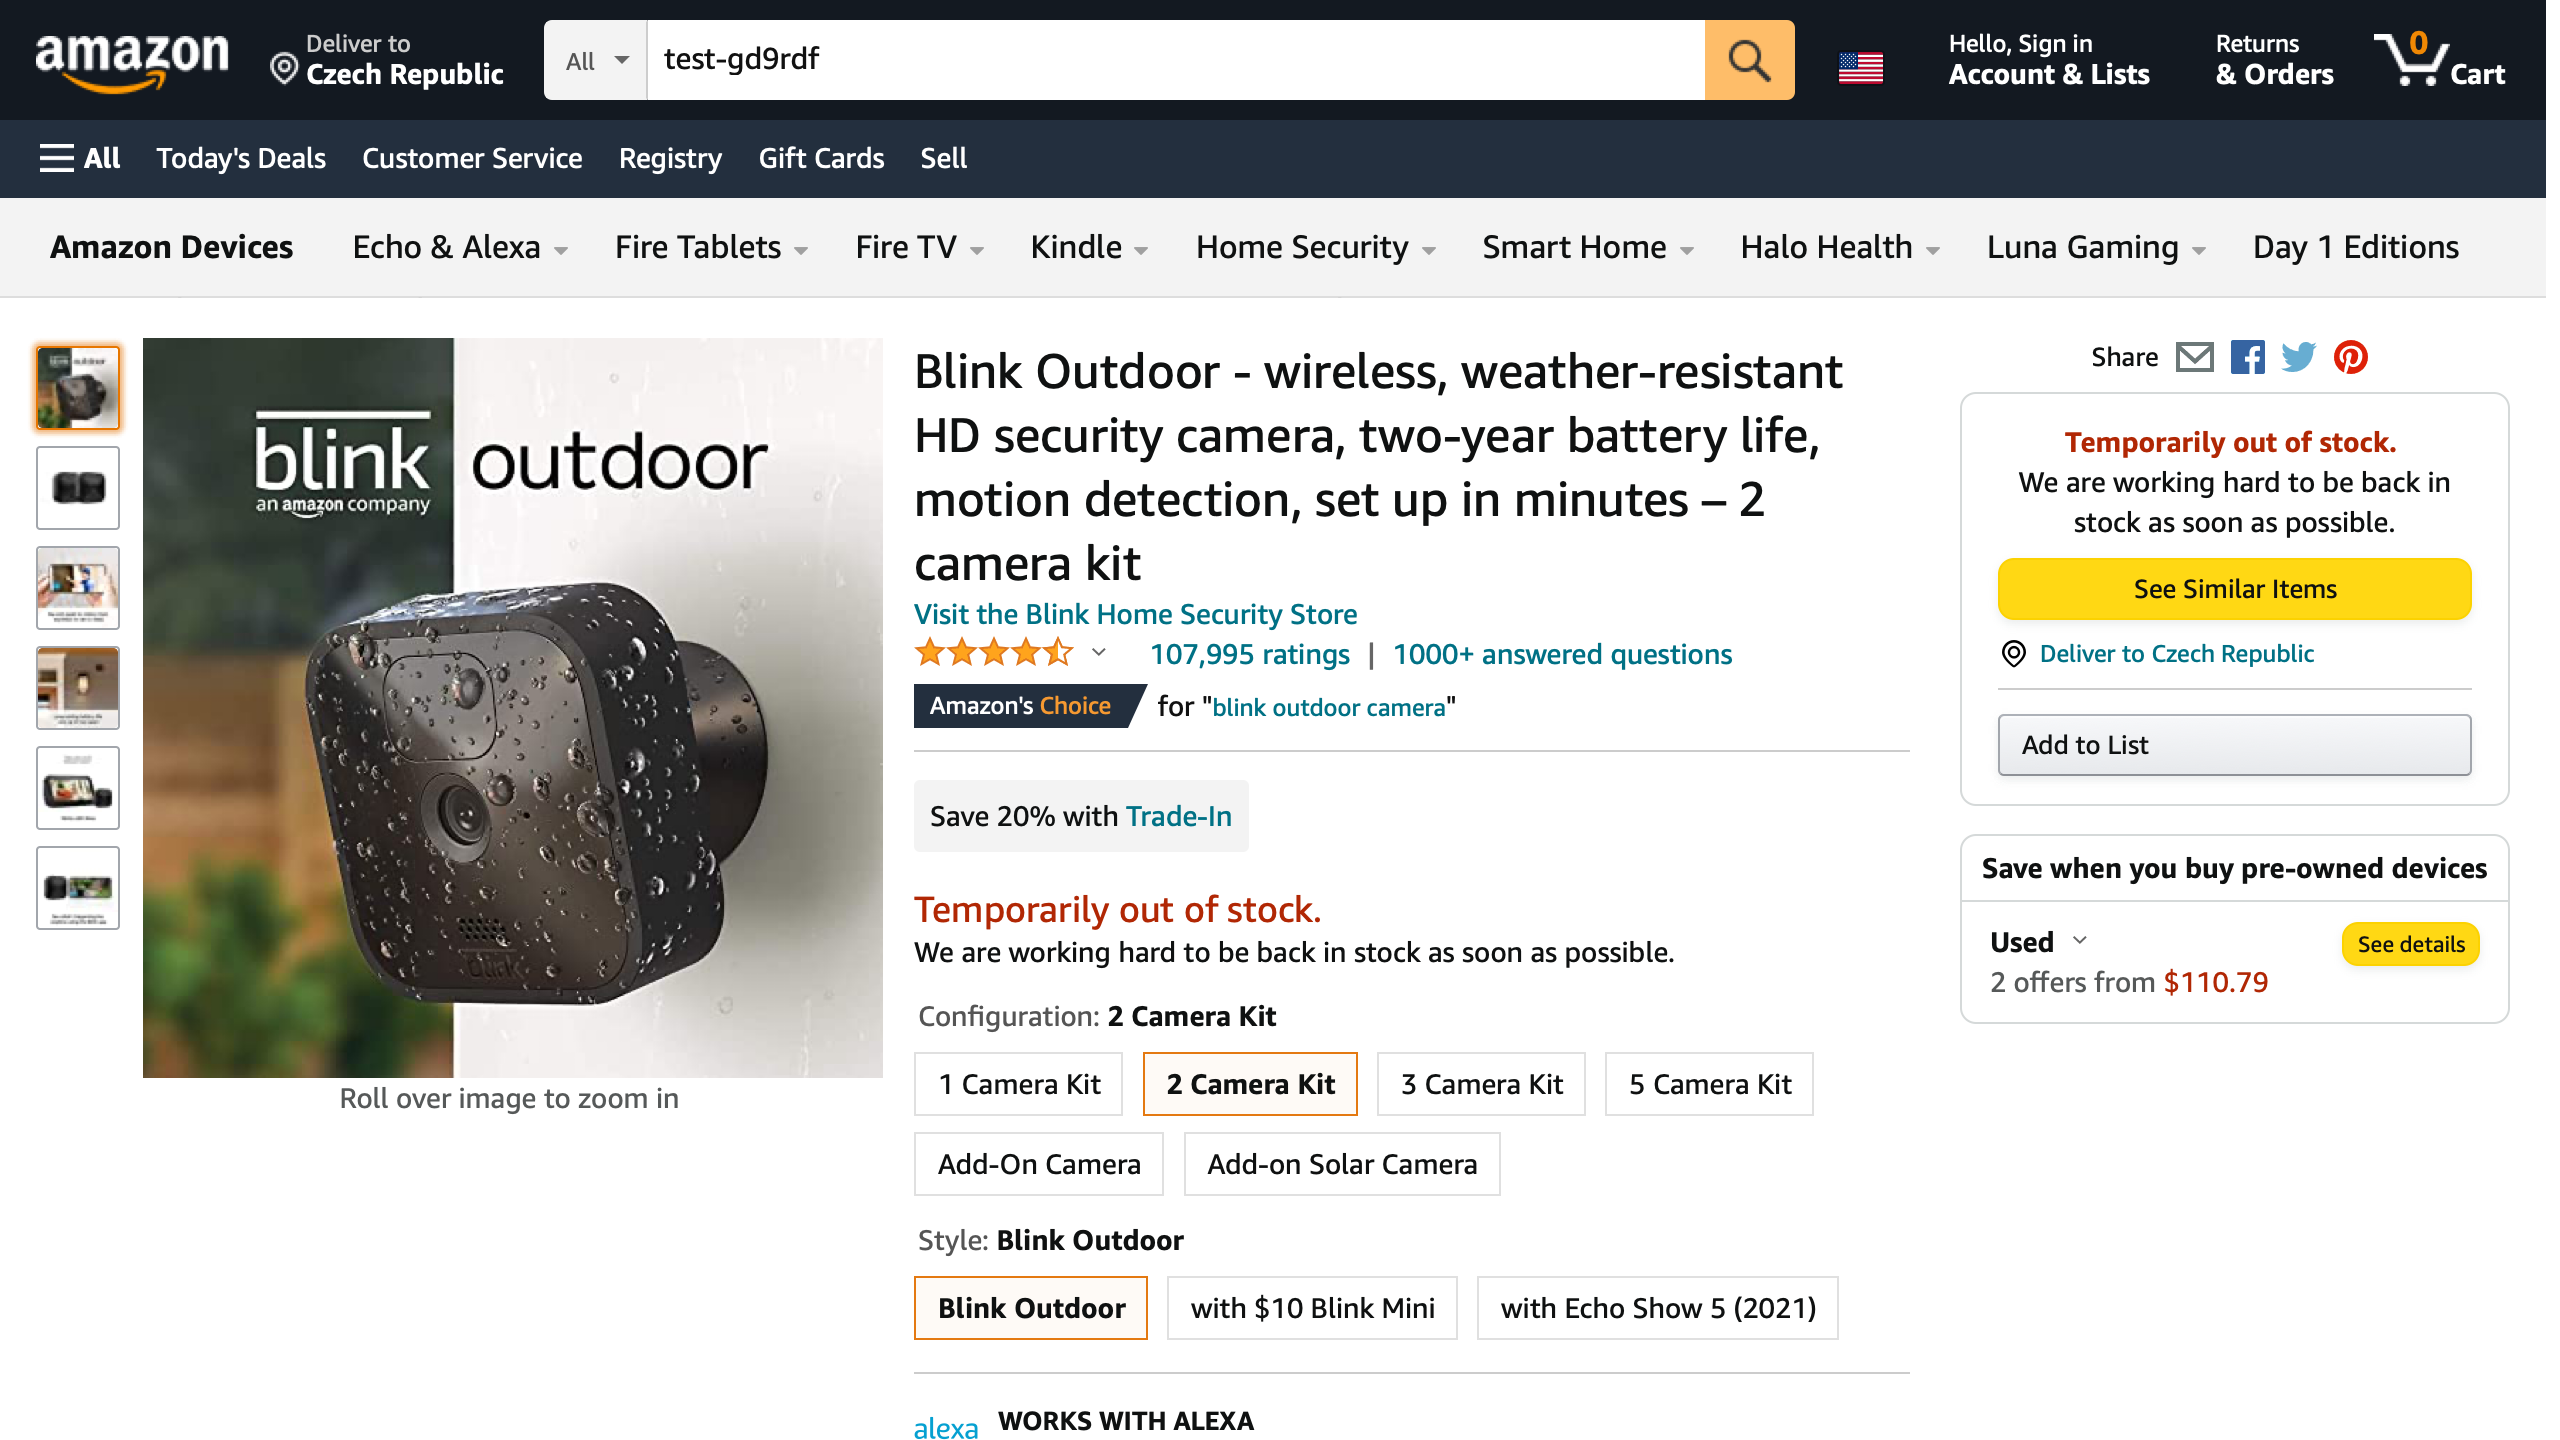 amazon
Deliver to
Czech Republic
All
test-gd9rdf
Hello, Sign in
Account & Lists
Returns
& Orders
0
Cart
All
Today's Deals
Customer Service
Registry
Gift Cards
Sell
Amazon Devices
Echo & Alexa
Fire Tablets
Fire TV
Kindle
Home Security
Smart Home
Halo Health
Luna Gaming
Day 1 Editions
blink
an amazon company
outdoor
blink
Roll over image to zoom in
Blink Outdoor - wireless, weather-resistant
HD security camera, two-year battery life,
motion detection, set up in minutes – 2
camera kit
Visit the Blink Home Security Store
107,995 ratings | 1000+ answered questions
Amazon's Choice for "blink outdoor camera"
Save 20% with Trade-In
Temporarily out of stock.
We are working hard to be back in stock as soon as possible.
Configuration: 2 Camera Kit
1 Camera Kit
2 Camera Kit
3 Camera Kit
5 Camera Kit
Add-On Camera
Add-on Solar Camera
Style: Blink Outdoor
Blink Outdoor
with $10 Blink Mini
with Echo Show 5 (2021)
alexa
WORKS WITH ALEXA
Share
Temporarily out of stock.
We are working hard to be back in
stock as soon as possible.
See Similar Items
Deliver to Czech Republic
Add to List
Save when you buy pre-owned devices
Used
See details
2 offers from $110.79